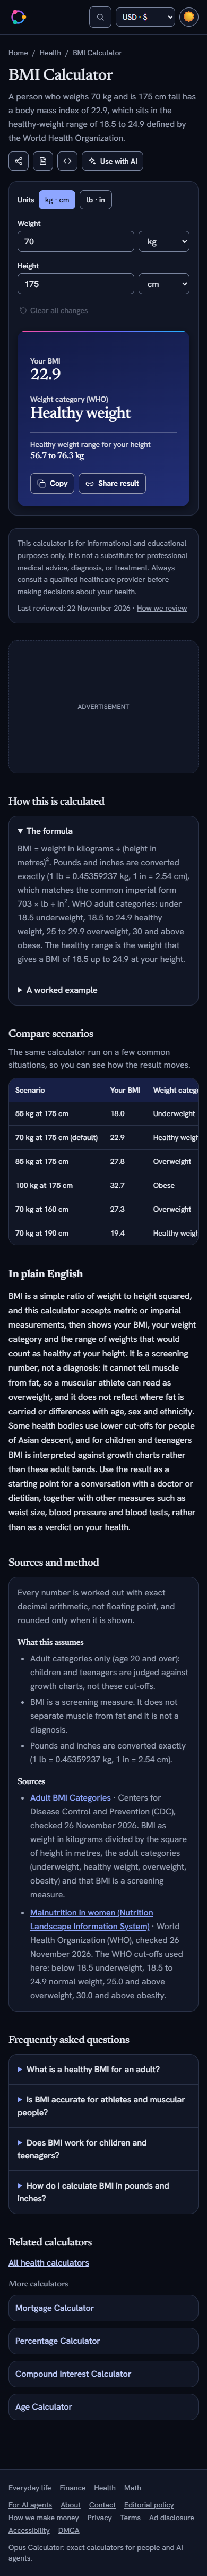 USD · $
Home / Health / BMI Calculator
BMI Calculator
A person who weighs 70 kg and is 175 cm tall has
a body mass index of 22.9, which sits in the
healthy-weight range of 18.5 to 24.9 defined by
the World Health Organization.
Use with AI
Units kg · cm lb · in
Weight
70 kg
Height
175 cm
Clear all changes
Your BMI
22.9
Weight category (WHO)
Healthy weight
Healthy weight range for your height
56.7 to 76.3 kg
Copy Share result
This calculator is for informational and educational
purposes only. It is not a substitute for professional
medical advice, diagnosis, or treatment. Always
consult a qualified healthcare provider before
making decisions about your health.
Last reviewed: 22 November 2026 · How we review
ADVERTISEMENT
How this is calculated
▼ The formula
BMI = weight in kilograms ÷ (height in
metres)². Pounds and inches are converted
exactly (1 lb = 0.45359237 kg, 1 in = 2.54 cm),
which matches the common imperial form
703 × lb ÷ in². WHO adult categories: under
18.5 underweight, 18.5 to 24.9 healthy
weight, 25 to 29.9 overweight, 30 and above
obese. The healthy range is the weight that
gives a BMI of 18.5 up to 24.9 at your height.
▶ A worked example
Compare scenarios
The same calculator run on a few common
situations, so you can see how the result moves.
Scenario Your BMI Weight categ
55 kg at 175 cm 18.0 Underweight
70 kg at 175 cm (default) 22.9 Healthy weigh
85 kg at 175 cm 27.8 Overweight
100 kg at 175 cm 32.7 Obese
70 kg at 160 cm 27.3 Overweight
70 kg at 190 cm 19.4 Healthy weigh
In plain English
BMI is a simple ratio of weight to height squared,
and this calculator accepts metric or imperial
measurements, then shows your BMI, your weight
category and the range of weights that would
count as healthy at your height. It is a screening
number, not a diagnosis: it cannot tell muscle
from fat, so a muscular athlete can read as
overweight, and it does not reflect where fat is
carried or differences with age, sex and ethnicity.
Some health bodies use lower cut-offs for people
of Asian descent, and for children and teenagers
BMI is interpreted against growth charts rather
than these adult bands. Use the result as a
starting point for a conversation with a doctor or
dietitian, together with other measures such as
waist size, blood pressure and blood tests, rather
than as a verdict on your health.
Sources and method
Every number is worked out with exact
decimal arithmetic, not floating point, and
rounded only when it is shown.
What this assumes
• Adult categories only (age 20 and over):
children and teenagers are judged against
growth charts, not these cut-offs.
• BMI is a screening measure. It does not
separate muscle from fat and it is not a
diagnosis.
• Pounds and inches are converted exactly
(1 lb = 0.45359237 kg, 1 in = 2.54 cm).
Sources
• Adult BMI Categories · Centers for
Disease Control and Prevention (CDC),
checked 26 November 2026. BMI as
weight in kilograms divided by the square
of height in metres, the adult categories
(underweight, healthy weight, overweight,
obesity) and that BMI is a screening
measure.
• Malnutrition in women (Nutrition
Landscape Information System) · World
Health Organization (WHO), checked 26
November 2026. The WHO cut-offs used
here: below 18.5 underweight, 18.5 to
24.9 normal weight, 25.0 and above
overweight, 30.0 and above obesity.
Frequently asked questions
▶ What is a healthy BMI for an adult?
▶ Is BMI accurate for athletes and muscular
people?
▶ Does BMI work for children and
teenagers?
▶ How do I calculate BMI in pounds and
inches?
Related calculators
All health calculators
More calculators
Mortgage Calculator
Percentage Calculator
Compound Interest Calculator
Age Calculator
Everyday life Finance Health Math
For AI agents About Contact Editorial policy
How we make money Privacy Terms Ad disclosure
Accessibility DMCA
Opus Calculator: exact calculators for people and AI
agents.